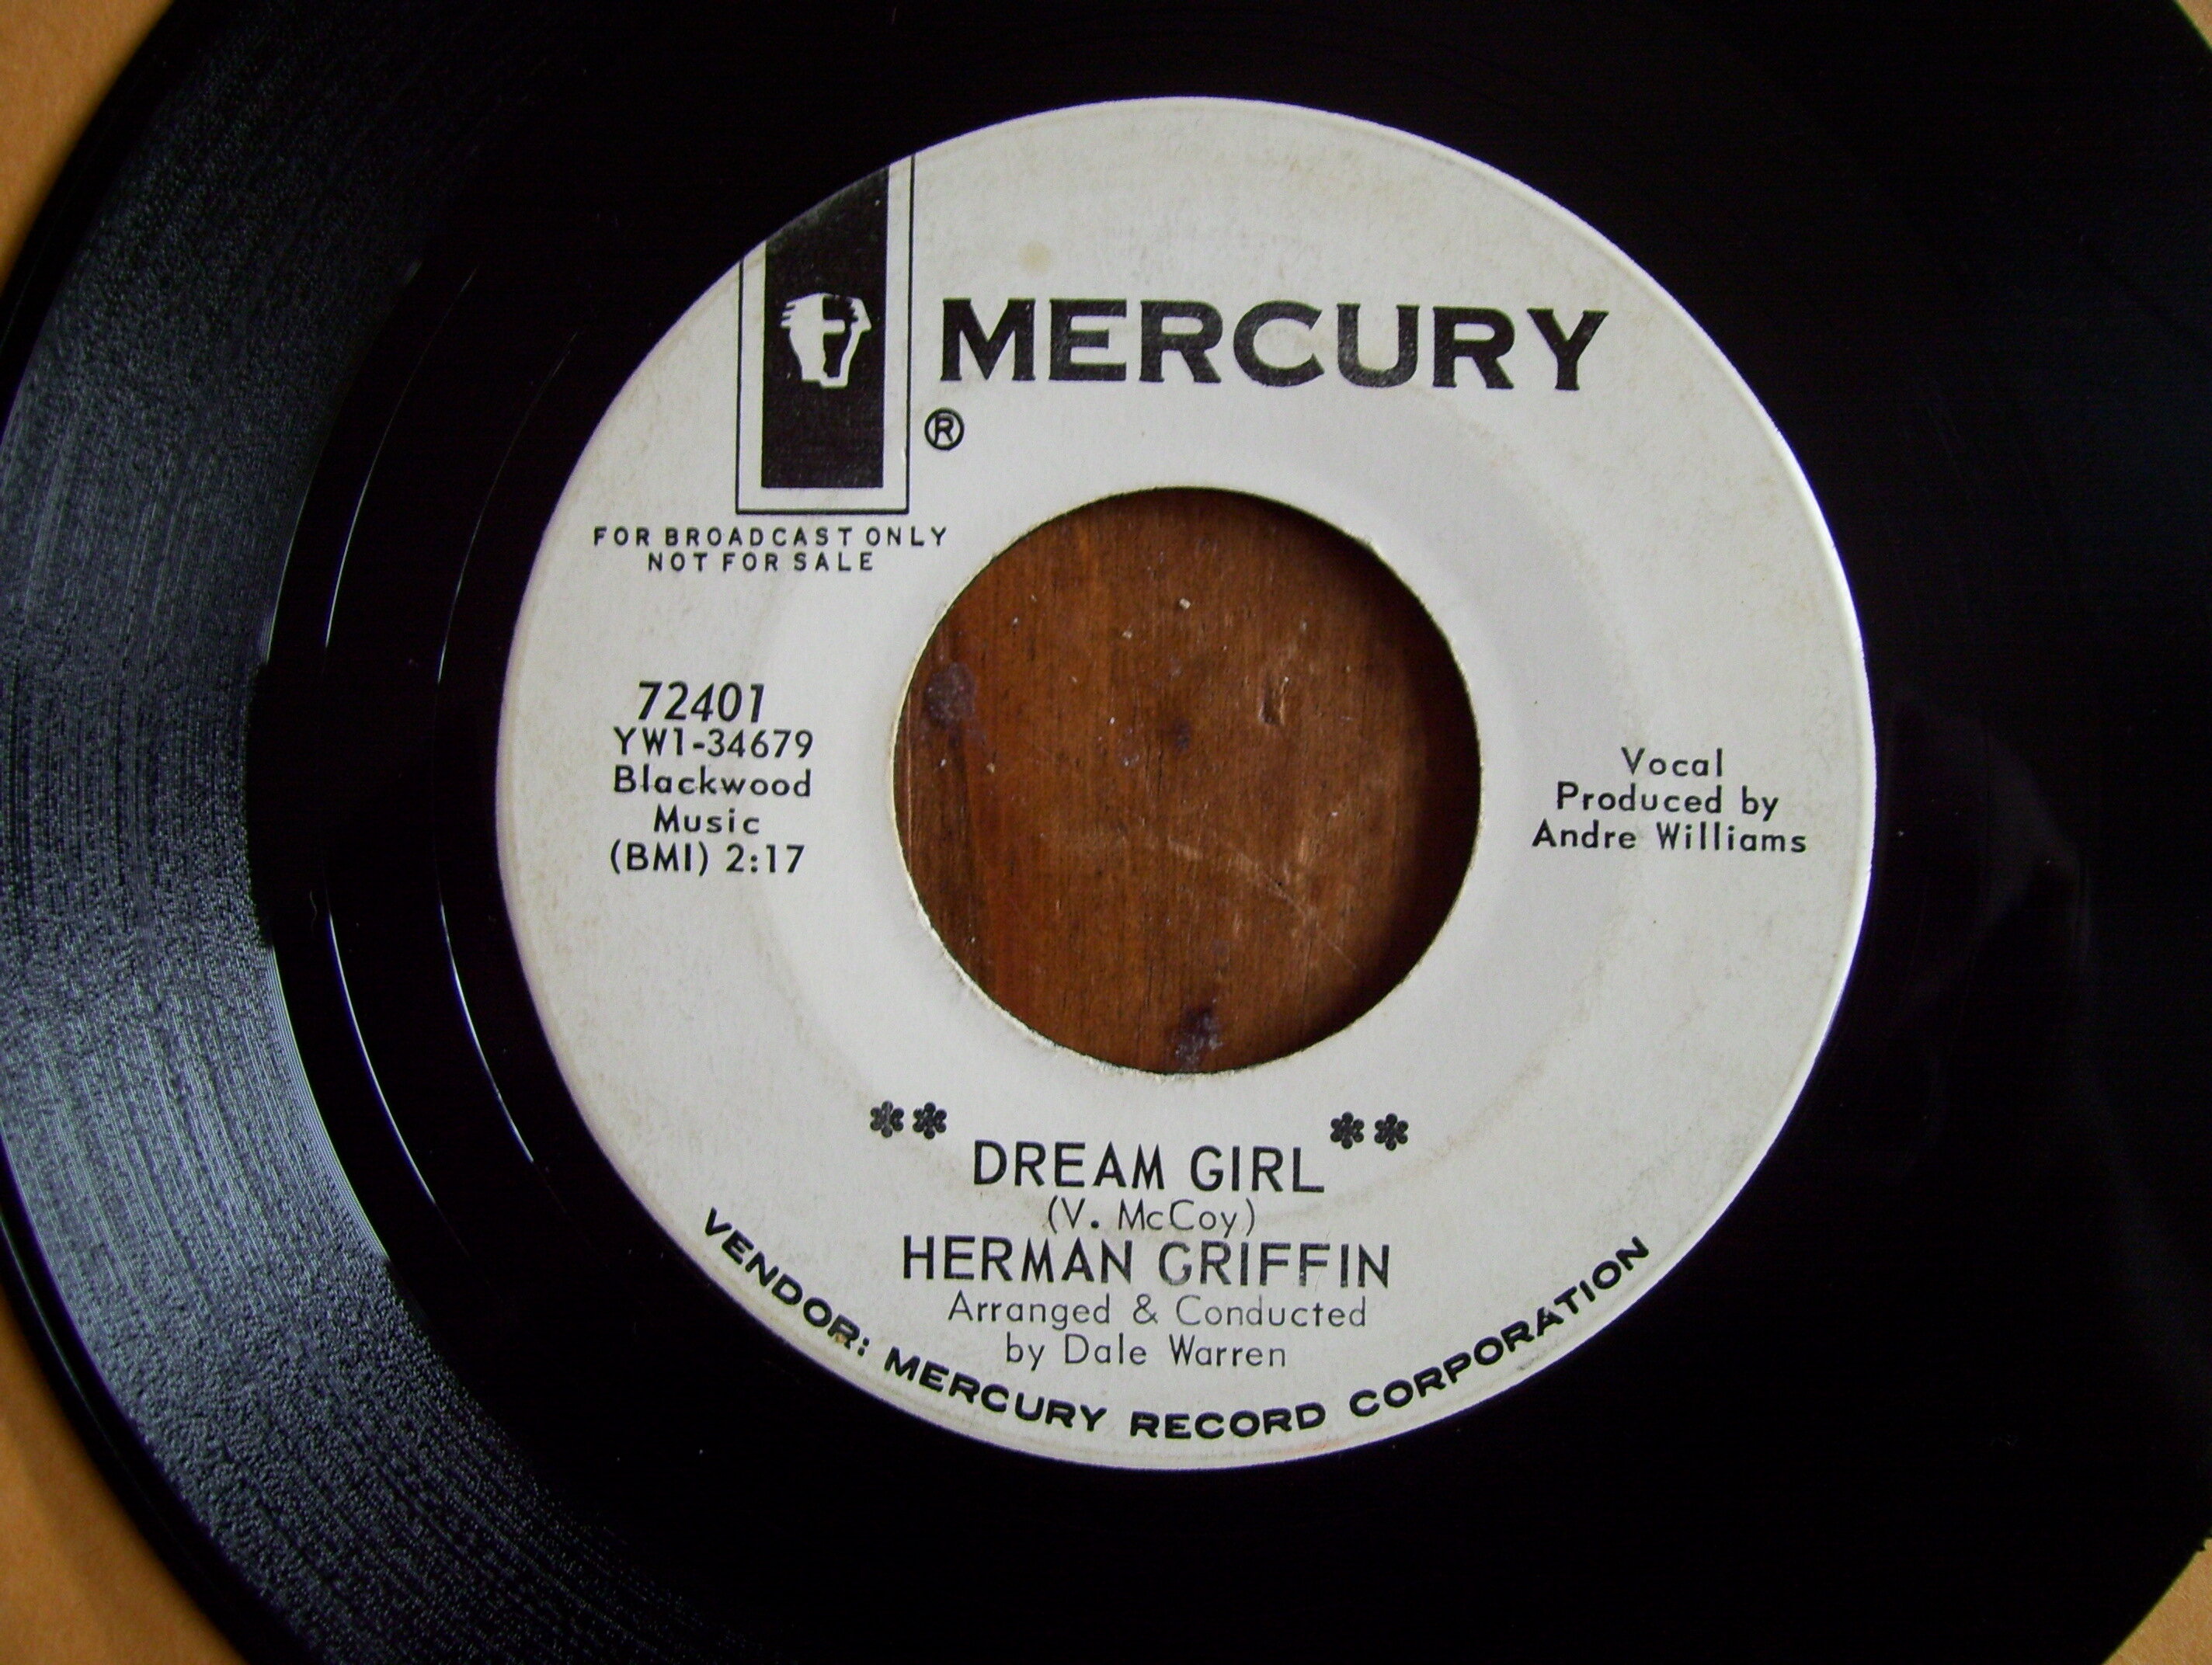 MERCURY
®
FOR BROADCAST ONLY
NOT FOR SALE
72401
YW1-34679
Blackwood
Music
(BMI) 2:17
Vocal
Produced by
Andre Williams
** DREAM GIRL **
(V. McCoy)
HERMAN GRIFFIN
Arranged & Conducted
by Dale Warren
VENDOR: MERCURY RECORD CORPORATION